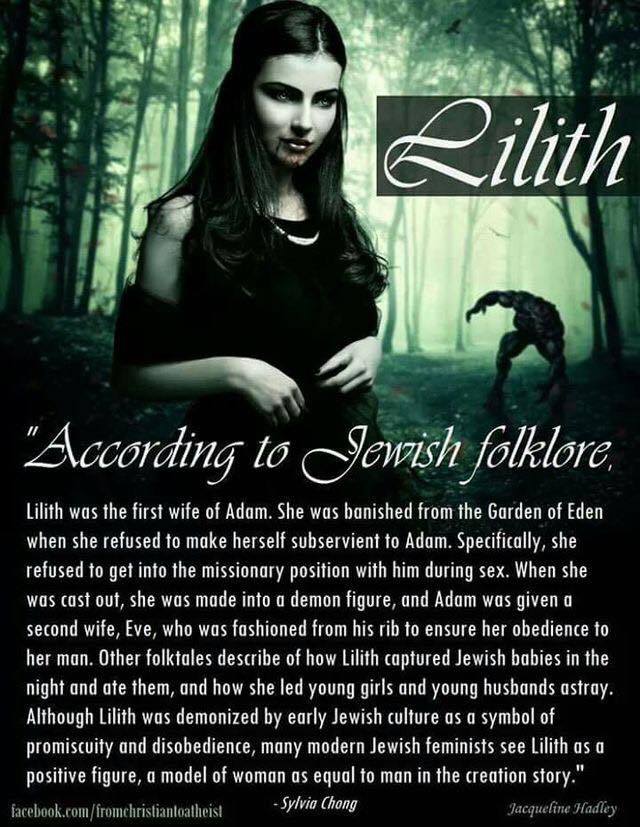 Lilith
"According to Jewish folklore,
Lilith was the first wife of Adam. She was banished from the Garden of Eden
when she refused to make herself subservient to Adam. Specifically, she
refused to get into the missionary position with him during sex. When she
was cast out, she was made into a demon figure, and Adam was given a
second wife, Eve, who was fashioned from his rib to ensure her obedience to
her man. Other folktales describe of how Lilith captured Jewish babies in the
night and ate them, and how she led young girls and young husbands astray.
Although Lilith was demonized by early Jewish culture as a symbol of
promiscuity and disobedience, many modern Jewish feminists see Lilith as a
positive figure, a model of woman as equal to man in the creation story."
- Sylvia Chong
facebook.com/fromchristiantoatheist
Jacqueline Hadley